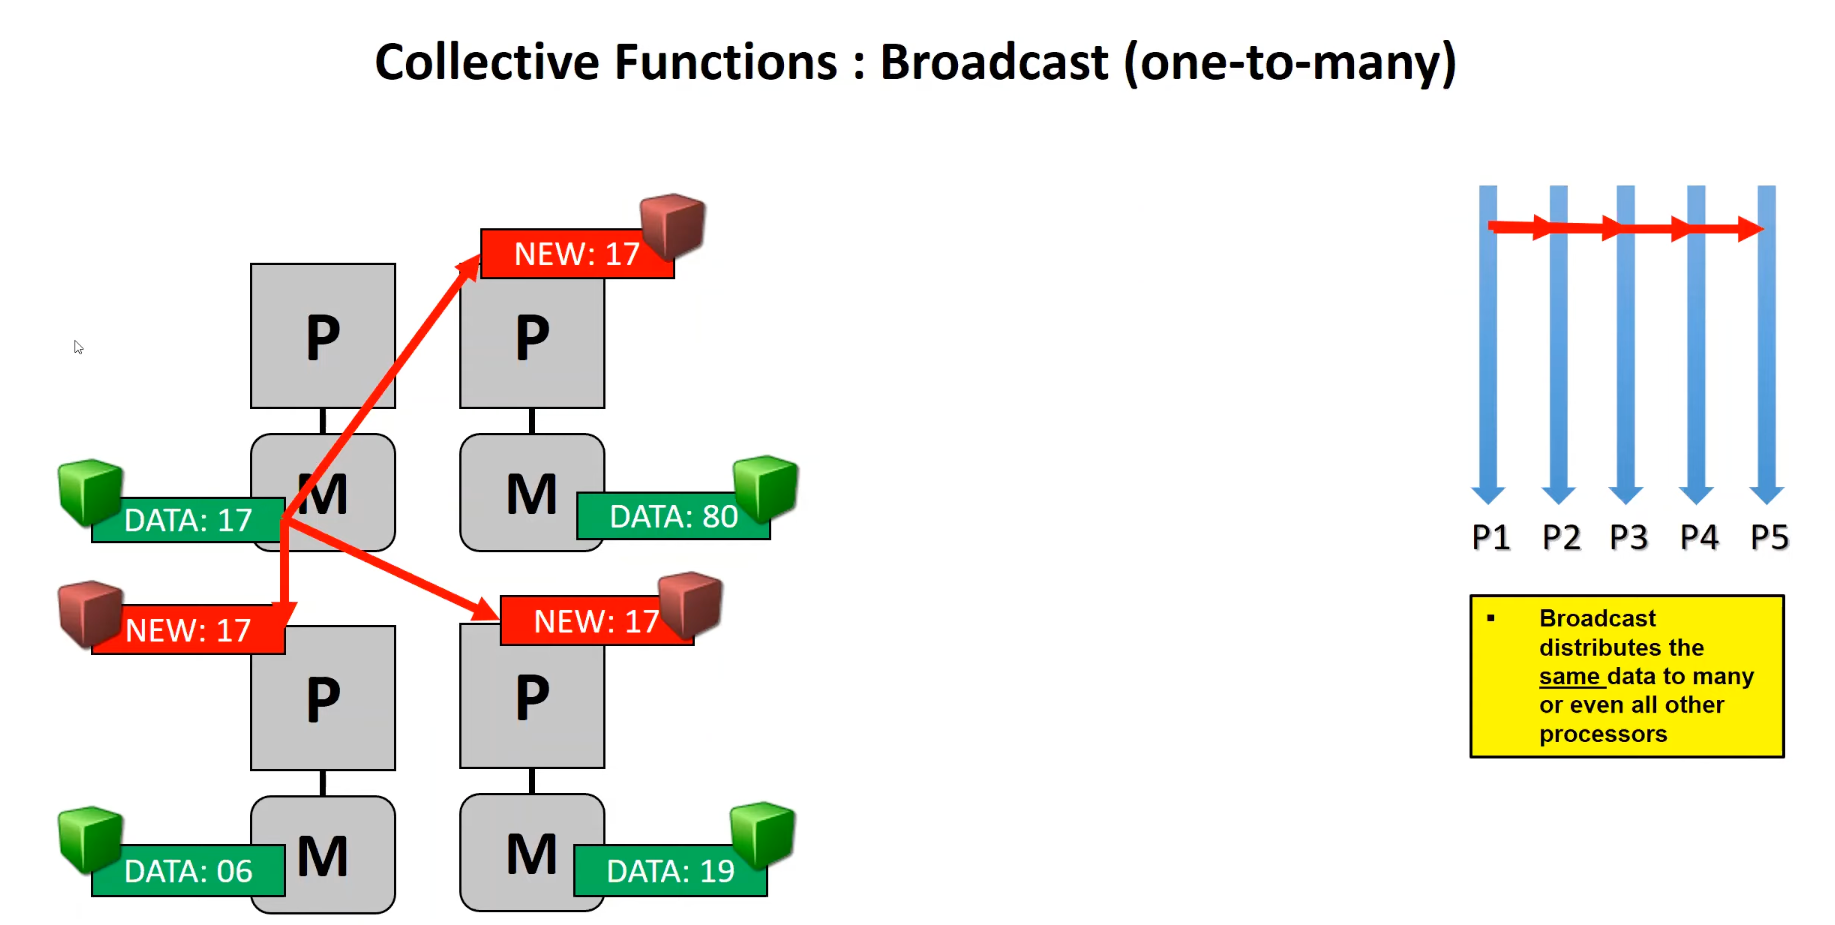 Collective Functions : Broadcast (one-to-many)
NEW: 17
P
P
M
M
DATA: 17
DATA: 80
NEW: 17
NEW: 17
P
P
M
M
DATA: 06
DATA: 19
P1 P2 P3 P4 P5
▪ Broadcast
distributes the
same data to many
or even all other
processors